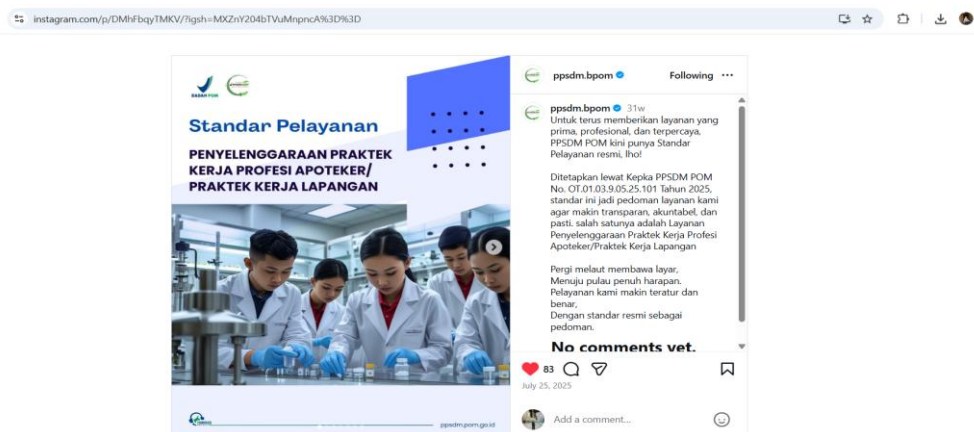 instagram.com/p/DMhFbqyTMKV/?igsh=MXZnY204bTVuMnpncA%3D%3D
BADAN POM
Standar Pelayanan
PENYELENGGARAAN PRAKTEK
KERJA PROFESI APOTEKER/
PRAKTEK KERJA LAPANGAN
ppsdm.pom.go.id
ppsdm.bpom
Following
ppsdm.bpom 31w
Untuk terus memberikan layanan yang
prima, profesional, dan terpercaya,
PPSDM POM kini punya Standar
Pelayanan resmi, lho!
Ditetapkan lewat Kepka PPSDM POM
No. OT.01.03.9.05.25.101 Tahun 2025,
standar ini jadi pedoman layanan kami
agar makin transparan, akuntabel, dan
pasti. salah satunya adalah Layanan
Penyelenggaraan Praktek Kerja Profesi
Apoteker/Praktek Kerja Lapangan
Pergi melaut membawa layar,
Menuju pulau penuh harapan.
Pelayanan kami makin teratur dan
benar,
Dengan standar resmi sebagai
pedoman.
No comments yet.
83
July 25, 2025
Add a comment...